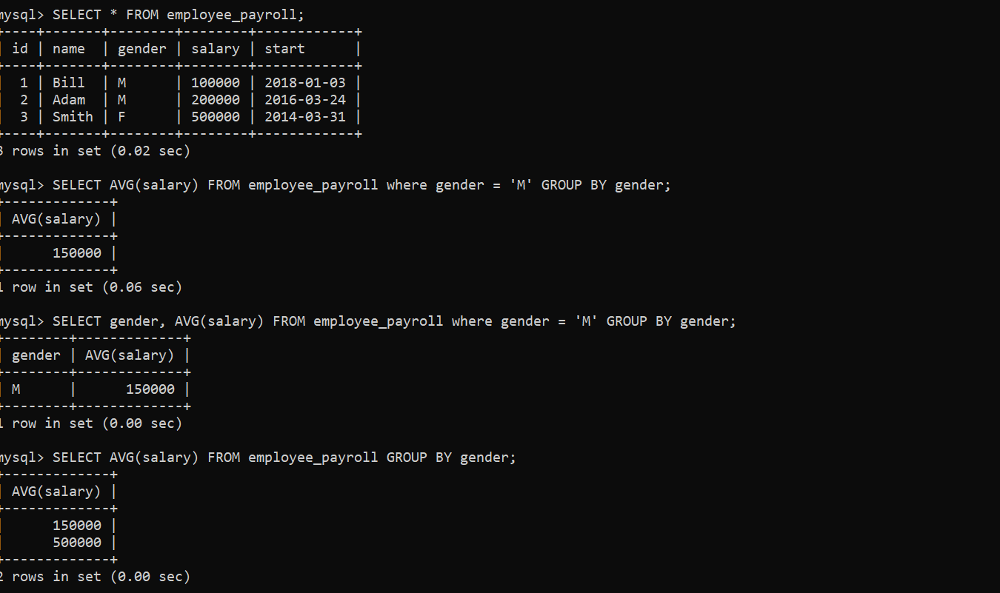 mysql> SELECT * FROM employee_payroll;
+----+-------+--------+--------+------------+
| id | name  | gender | salary | start      |
+----+-------+--------+--------+------------+
|  1 | Bill  | M      | 100000 | 2018-01-03 |
|  2 | Adam  | M      | 200000 | 2016-03-24 |
|  3 | Smith | F      | 500000 | 2014-03-31 |
+----+-------+--------+--------+------------+
3 rows in set (0.02 sec)

mysql> SELECT AVG(salary) FROM employee_payroll where gender = 'M' GROUP BY gender;
+-------------+
| AVG(salary) |
+-------------+
|      150000 |
+-------------+
1 row in set (0.06 sec)

mysql> SELECT gender, AVG(salary) FROM employee_payroll where gender = 'M' GROUP BY gender;
+--------+-------------+
| gender | AVG(salary) |
+--------+-------------+
| M      |      150000 |
+--------+-------------+
1 row in set (0.00 sec)

mysql> SELECT AVG(salary) FROM employee_payroll GROUP BY gender;
+-------------+
| AVG(salary) |
+-------------+
|      150000 |
|      500000 |
+-------------+
2 rows in set (0.00 sec)